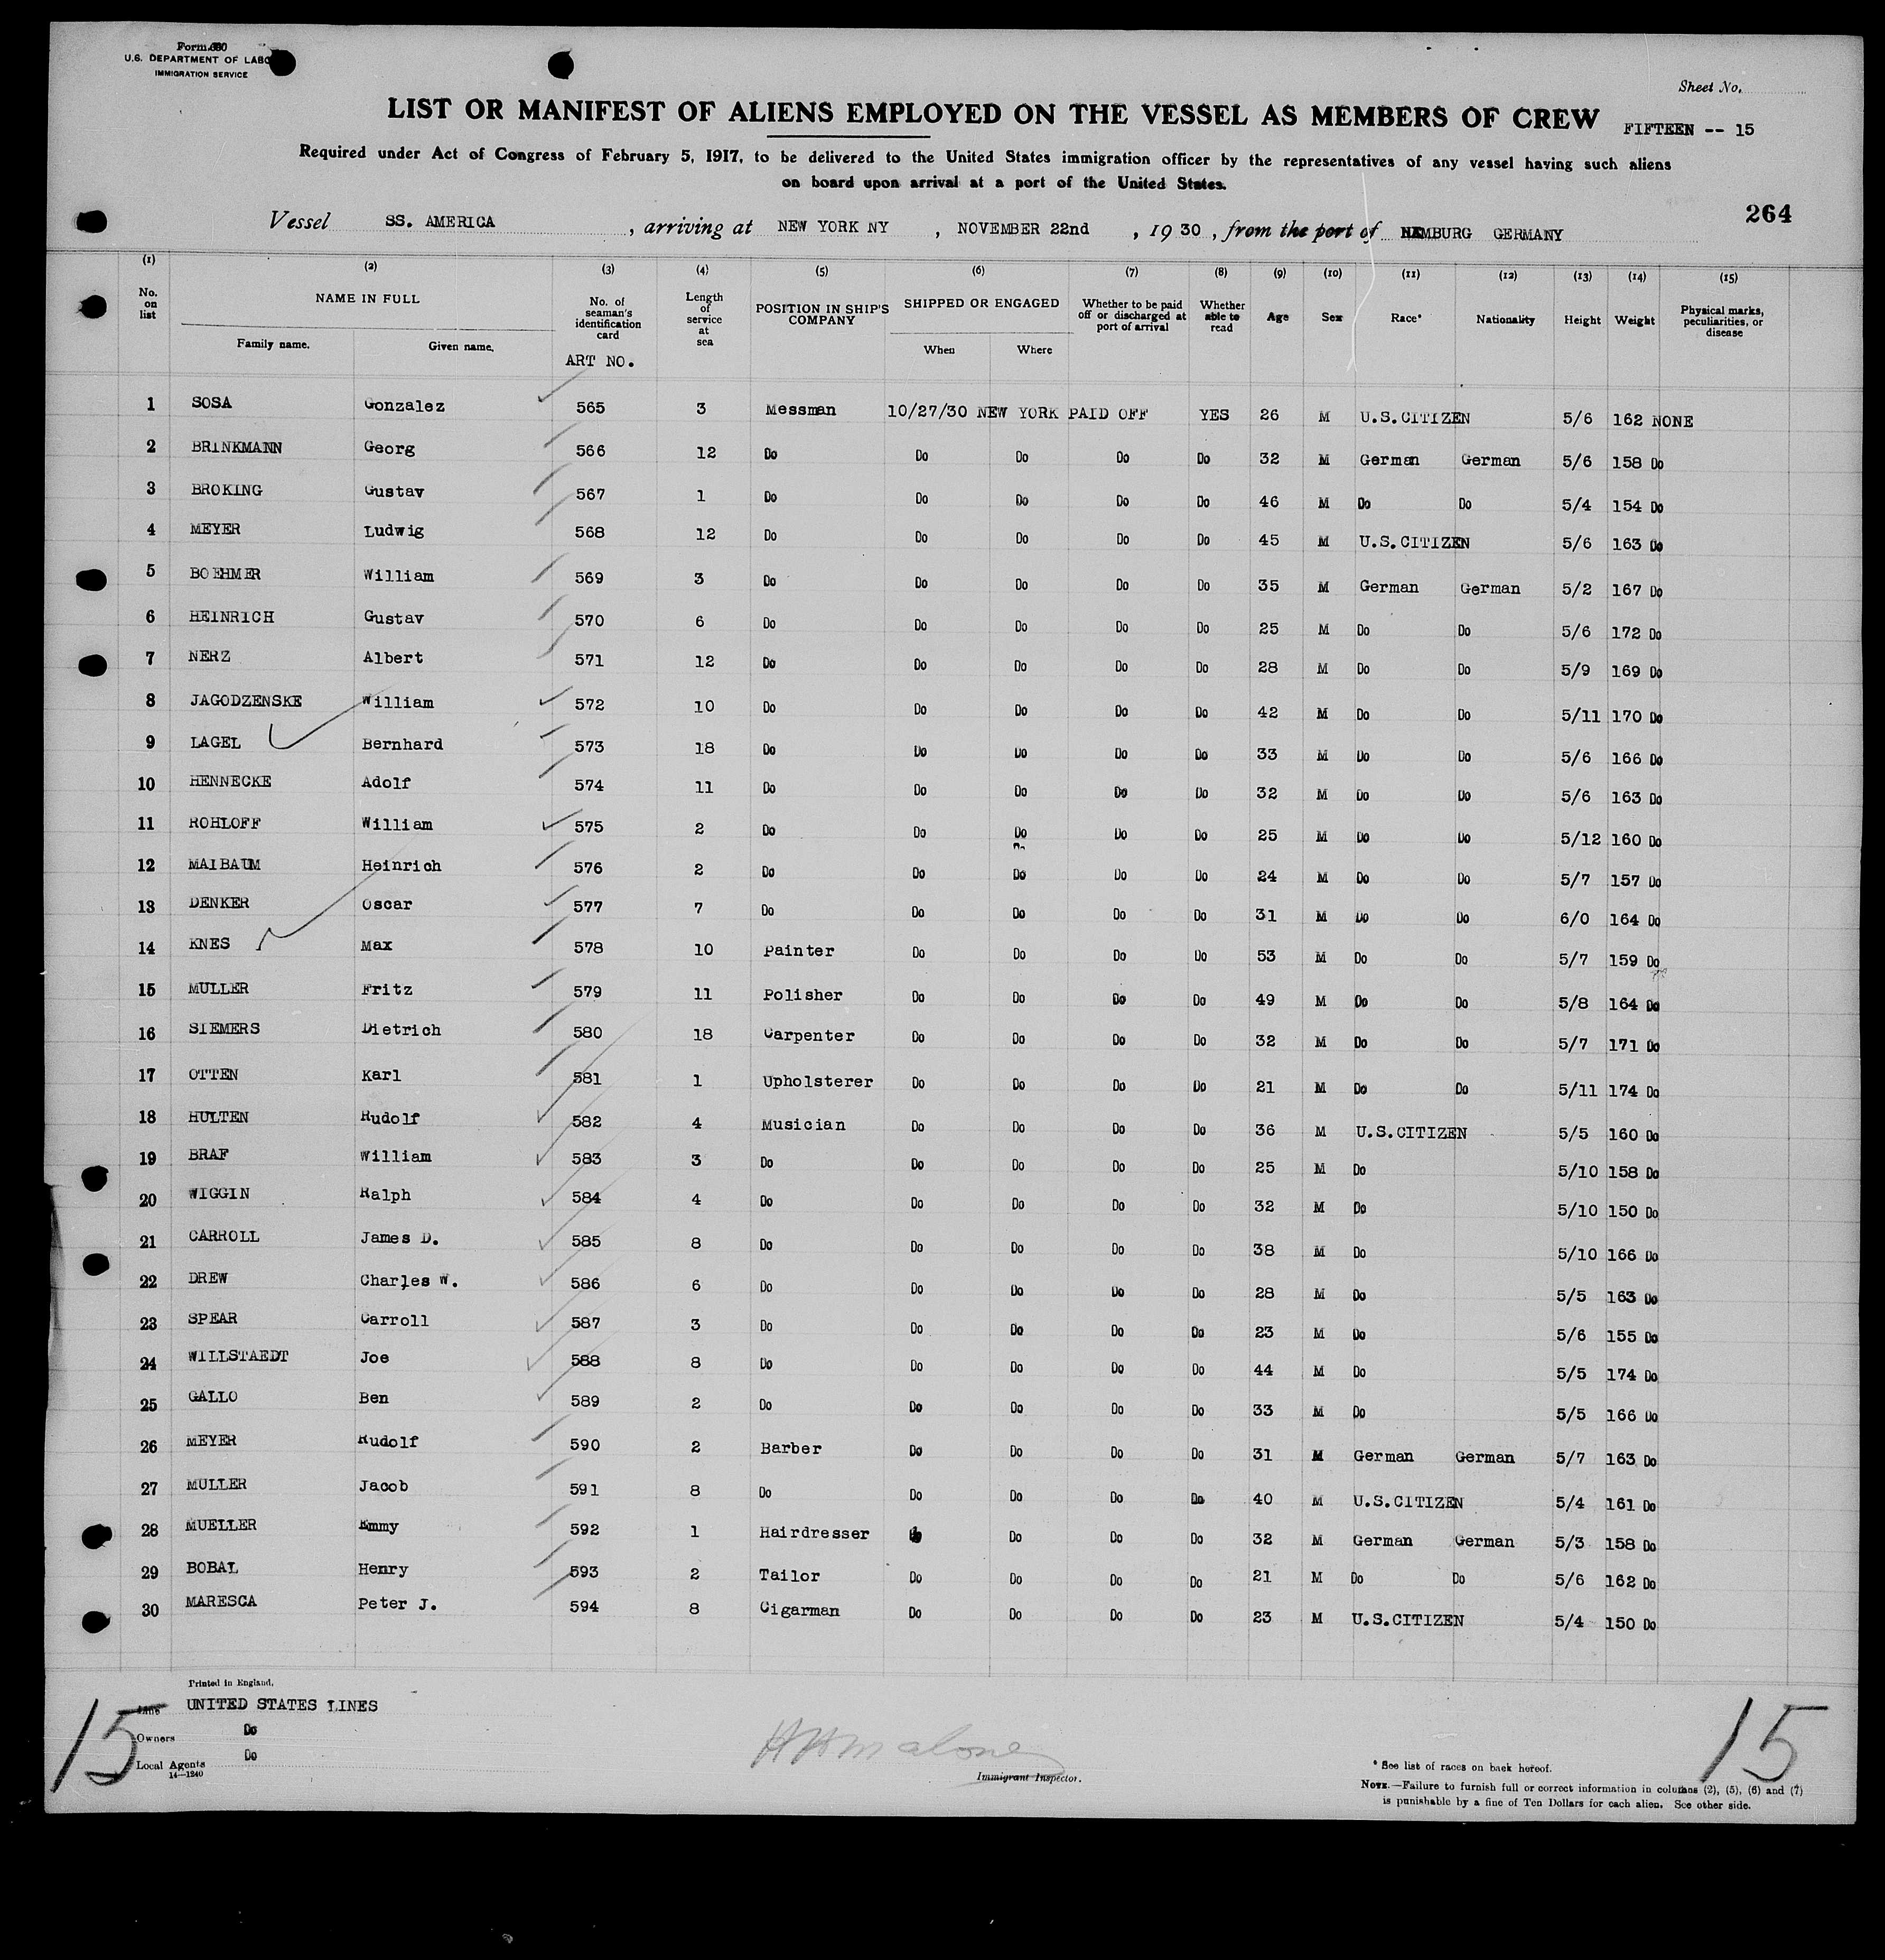 Form 680
U.S. DEPARTMENT OF LABO
IMMIGRATION SERVICE
Sheet No.
LIST OR MANIFEST OF ALIENS EMPLOYED ON THE VESSEL AS MEMBERS OF CREW FIFTEEN -- 15
Required under Act of Congress of February 5, 1917, to be delivered to the United States immigration officer by the representatives of any vessel having such aliens
on board upon arrival at a port of the United States.
264
Vessel SS. AMERICA , arriving at NEW YORK NY , NOVEMBER 22nd , 19 30 , from the port of HAMBURG GERMANY
(1) (2) (3) (4) (5) (6) (7) (8) (9) (10) (11) (12) (13) (14) (15)
No. on list NAME IN FULL No. of seaman's identification card Length of service at sea POSITION IN SHIP'S COMPANY SHIPPED OR ENGAGED Whether to be paid off or discharged at port of arrival Whether able to read Age Sex Race* Nationality Height Weight Physical marks, peculiarities, or disease
Family name. Given name. ART NO. When Where
1 SOSA Gonzalez 565 3 Messman 10/27/30 NEW YORK PAID OFF YES 26 M U.S.CITIZEN 5/6 162 NONE
2 BRINKMANN Georg 566 12 Do Do Do Do Do 32 M German German 5/6 158 Do
3 BROKING Gustav 567 1 Do Do Do Do Do 46 M Do Do 5/4 154 Do
4 MEYER Ludwig 568 12 Do Do Do Do Do 45 M U.S.CITIZEN 5/6 163 Do
5 BOEHMER William 569 3 Do Do Do Do Do 35 M German German 5/2 167 Do
6 HEINRICH Gustav 570 6 Do Do Do Do Do 25 M Do Do 5/6 172 Do
7 NERZ Albert 571 12 Do Do Do Do Do 28 M Do Do 5/9 169 Do
8 JAGODZENSKE William 572 10 Do Do Do Do Do 42 M Do Do 5/11 170 Do
9 LAGEL Bernhard 573 18 Do Do Do Do Do 33 M Do Do 5/6 166 Do
10 HENNECKE Adolf 574 11 Do Do Do Do Do 32 M Do Do 5/6 163 Do
11 ROHLOFF William 575 2 Do Do Do Do Do 25 M Do Do 5/12 160 Do
12 MAIBAUM Heinrich 576 2 Do Do Do Do Do 24 M Do Do 5/7 157 Do
13 DENKER Oscar 577 7 Do Do Do Do Do 31 M Do Do 6/0 164 Do
14 KNES Max 578 10 Painter Do Do Do Do 53 M Do Do 5/7 159 Do
15 MULLER Fritz 579 11 Polisher Do Do Do Do 49 M Do Do 5/8 164 Do
16 SIEMERS Dietrich 580 18 Carpenter Do Do Do Do 32 M Do Do 5/7 171 Do
17 OTTEN Karl 581 1 Upholsterer Do Do Do Do 21 M Do Do 5/11 174 Do
18 HULTEN Rudolf 582 4 Musician Do Do Do Do 36 M U.S.CITIZEN 5/5 160 Do
19 BRAF William 583 3 Do Do Do Do Do 25 M Do 5/10 158 Do
20 WIGGIN Ralph 584 4 Do Do Do Do Do 32 M Do 5/10 150 Do
21 CARROLL James D. 585 8 Do Do Do Do Do 38 M Do 5/10 166 Do
22 DREW Charles W. 586 6 Do Do Do Do Do 28 M Do 5/5 163 Do
23 SPEAR Carroll 587 3 Do Do Do Do Do 23 M Do 5/6 155 Do
24 WILLSTAEDT Joe 588 8 Do Do Do Do Do 44 M Do 5/5 174 Do
25 GALLO Ben 589 2 Do Do Do Do Do 33 M Do 5/5 166 Do
26 MEYER Rudolf 590 2 Barber Do Do Do Do 31 M German German 5/7 163 Do
27 MULLER Jacob 591 8 Do Do Do Do Do 40 M U.S.CITIZEN 5/4 161 Do
28 MUELLER Emmy 592 1 Hairdresser Do Do Do 32 M German German 5/3 158 Do
29 BOBAL Henry 593 2 Tailor Do Do Do Do 21 M Do Do 5/6 162 Do
30 MARESCA Peter J. 594 8 Cigarman Do Do Do Do 23 M U.S.CITIZEN 5/4 150 Do
Printed in England.
Line UNITED STATES LINES
Owners Do
Local Agents Do
14—1240
15
H H Malone
Immigrant Inspector.
15
* See list of races on back hereof.
NOTE.—Failure to furnish full or correct information in columns (2), (5), (6) and (7)
is punishable by a fine of Ten Dollars for each alien. See other side.